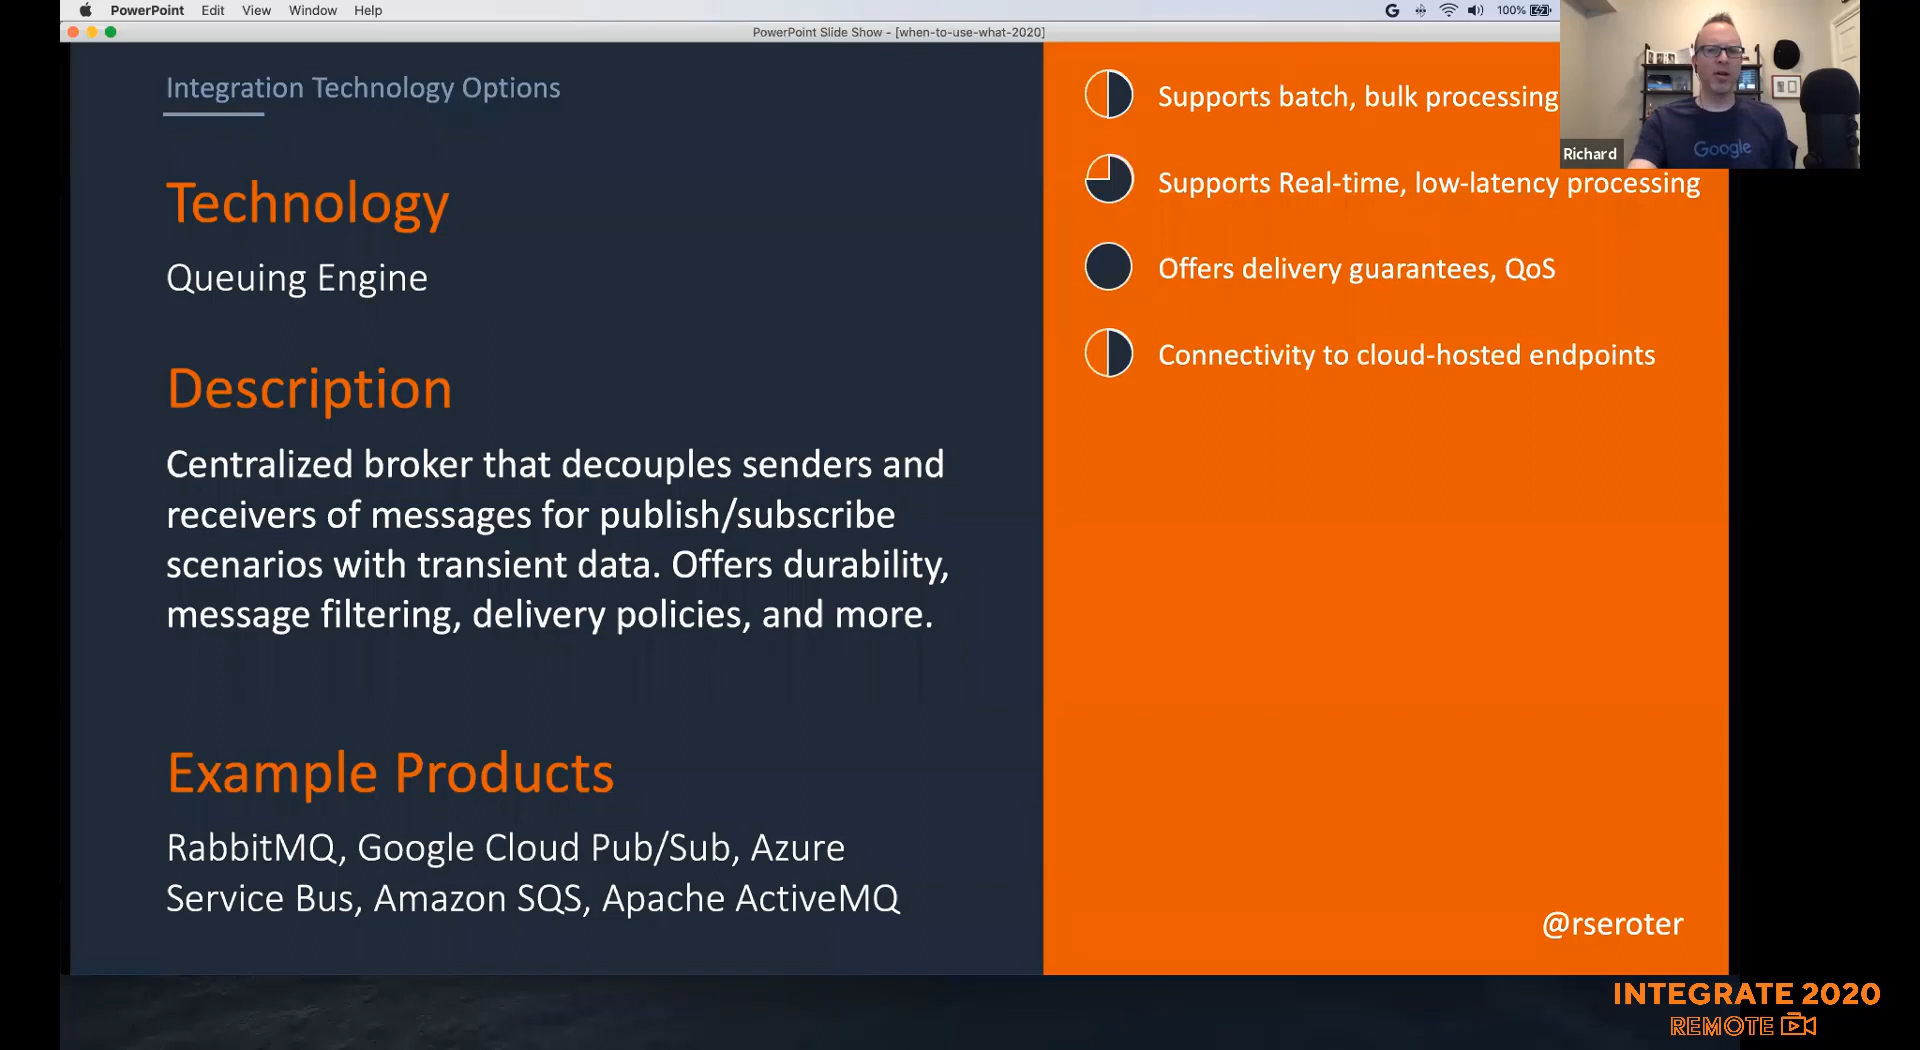 PowerPoint Edit View Window Help
G 100%
PowerPoint Slide Show - [when-to-use-what-2020]
Integration Technology Options
Technology
Queuing Engine
Description
Centralized broker that decouples senders and
receivers of messages for publish/subscribe
scenarios with transient data. Offers durability,
message filtering, delivery policies, and more.
Example Products
RabbitMQ, Google Cloud Pub/Sub, Azure
Service Bus, Amazon SQS, Apache ActiveMQ
Supports batch, bulk processing
Supports Real-time, low-latency processing
Offers delivery guarantees, QoS
Connectivity to cloud-hosted endpoints
@rseroter
Richard
Google
INTEGRATE 2020
REMOTE